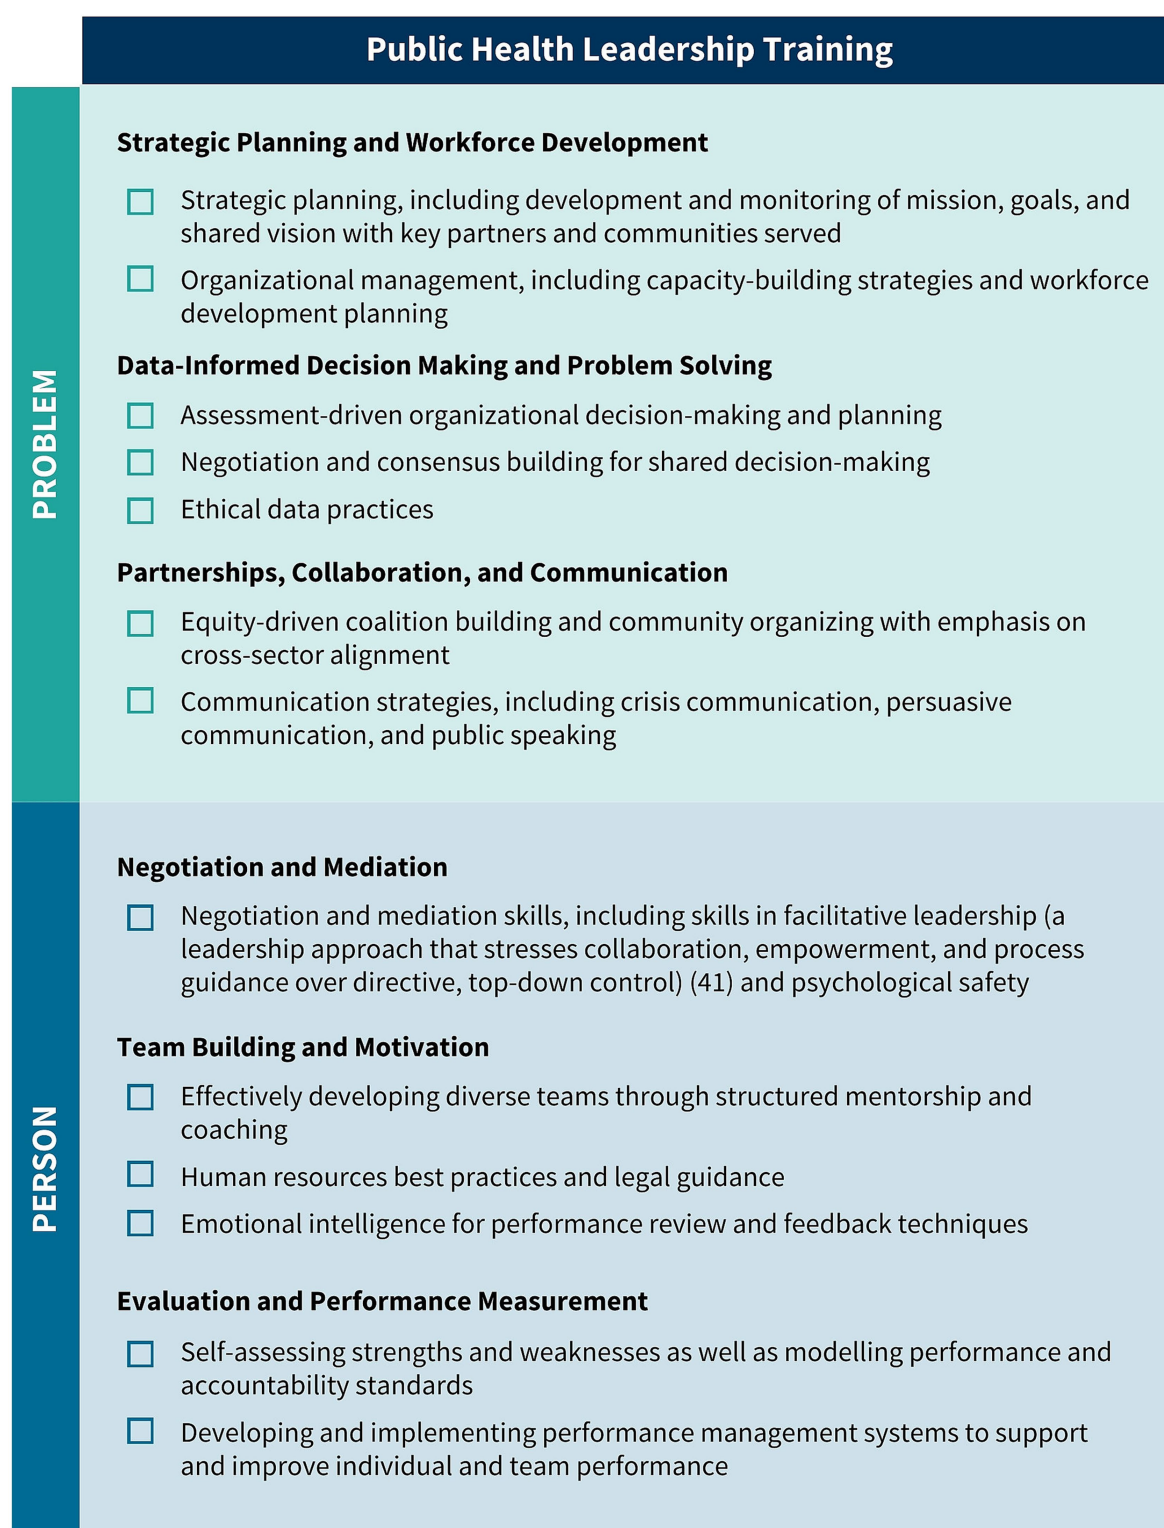 Public Health Leadership Training
PROBLEM
Strategic Planning and Workforce Development
Strategic planning, including development and monitoring of mission, goals, and
shared vision with key partners and communities served
Organizational management, including capacity-building strategies and workforce
development planning
Data-Informed Decision Making and Problem Solving
Assessment-driven organizational decision-making and planning
Negotiation and consensus building for shared decision-making
Ethical data practices
Partnerships, Collaboration, and Communication
Equity-driven coalition building and community organizing with emphasis on
cross-sector alignment
Communication strategies, including crisis communication, persuasive
communication, and public speaking
PERSON
Negotiation and Mediation
Negotiation and mediation skills, including skills in facilitative leadership (a
leadership approach that stresses collaboration, empowerment, and process
guidance over directive, top-down control) (41) and psychological safety
Team Building and Motivation
Effectively developing diverse teams through structured mentorship and
coaching
Human resources best practices and legal guidance
Emotional intelligence for performance review and feedback techniques
Evaluation and Performance Measurement
Self-assessing strengths and weaknesses as well as modelling performance and
accountability standards
Developing and implementing performance management systems to support
and improve individual and team performance